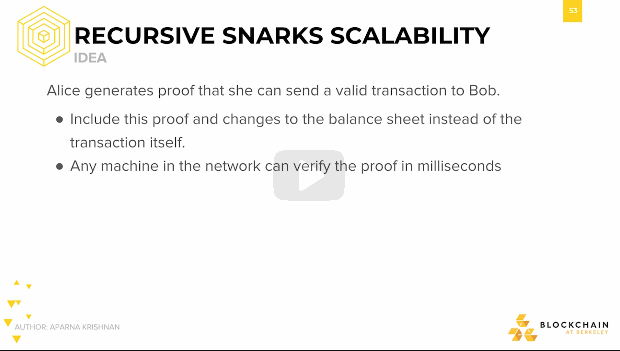 53
RECURSIVE SNARKS SCALABILITY
IDEA
Alice generates proof that she can send a valid transaction to Bob.
● Include this proof and changes to the balance sheet instead of the
transaction itself.
● Any machine in the network can verify the proof in milliseconds
AUTHOR: APARNA KRISHNAN
BLOCKCHAIN
AT BERKELEY